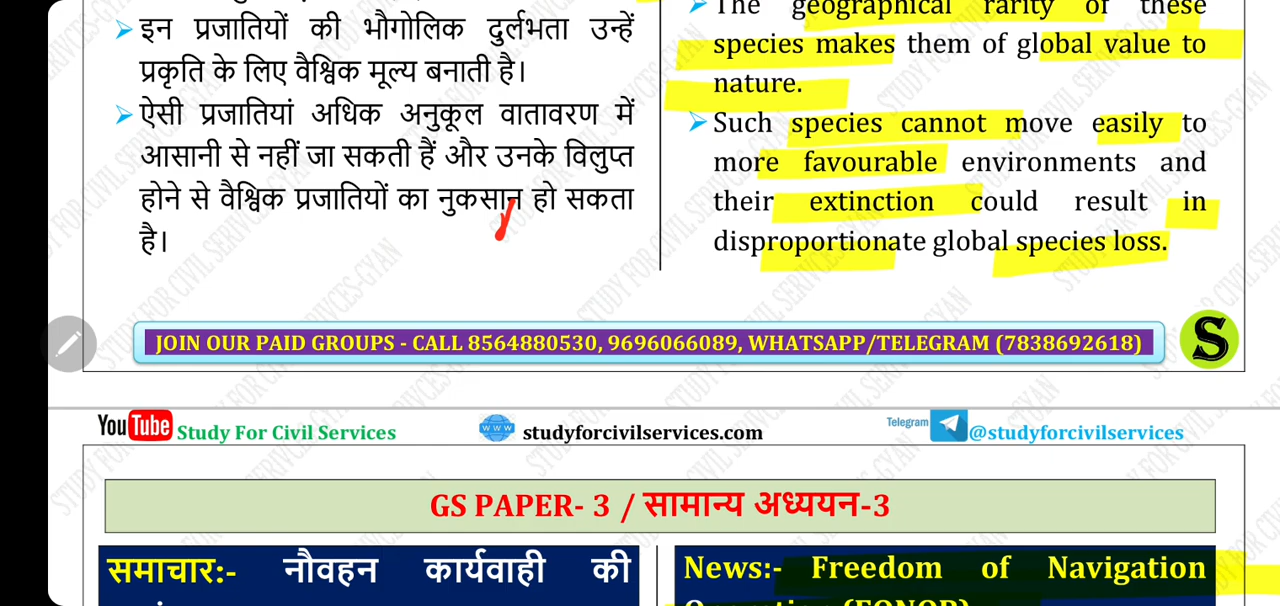 इन प्रजातियों की भौगोलिक दुर्लभता उन्हें
प्रकृति के लिए वैश्विक मूल्य बनाती है।
ऐसी प्रजातियां अधिक अनुकूल वातावरण में
आसानी से नहीं जा सकती हैं और उनके विलुप्त
होने से वैश्विक प्रजातियों का नुकसान हो सकता
है।
The geographical rarity of these
species makes them of global value to
nature.
Such species cannot move easily to
more favourable environments and
their extinction could result in
disproportionate global species loss.
JOIN OUR PAID GROUPS - CALL 8564880530, 9696066089, WHATSAPP/TELEGRAM (7838692618)
S
YouTube Study For Civil Services
www studyforcivilservices.com
Telegram @studyforcivilservices
GS PAPER- 3 / सामान्य अध्ययन-3
समाचार:- नौवहन कार्यवाही की
News:- Freedom of Navigation
Operation (FONOP)